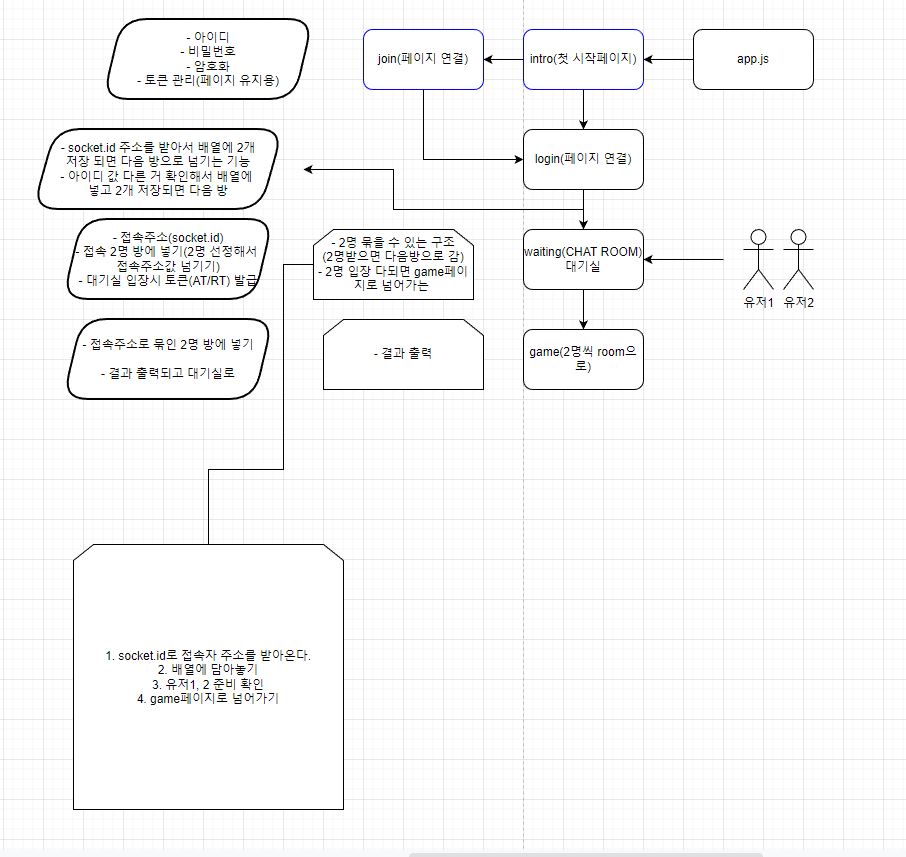 - 아이디
- 비밀번호
- 암호화
- 토큰 관리(페이지 유지용)
join(페이지 연결)
intro(첫 시작페이지)
app.js
- socket.id 주소를 받아서 배열에 2개
저장 되면 다음 방으로 넘기는 기능
- 아이디 값 다른 거 확인해서 배열에
넣고 2개 저장되면 다음 방
login(페이지 연결)
- 접속주소(socket.id)
- 접속 2명 방에 넣기(2명 선정해서
접속주소값 넘기기)
- 대기실 입장시 토큰(AT/RT) 발급
- 2명 묶을 수 있는 구조
(2명받으면 다음방으로 감)
- 2명 입장 다되면 game페이
지로 넘어가는
waiting(CHAT ROOM)
대기실
유저1
유저2
- 접속주소로 묶인 2명 방에 넣기
- 결과 출력되고 대기실로
- 결과 출력
game(2명씩 room으
로)
1. socket.id로 접속자 주소를 받아온다.
2. 배열에 담아놓기
3. 유저1, 2 준비 확인
4. game페이지로 넘어가기